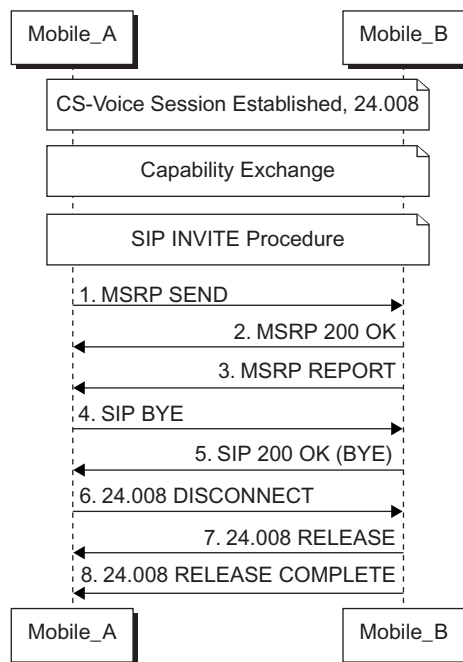 Mobile_A
Mobile_B
CS-Voice Session Established, 24.008
Capability Exchange
SIP INVITE Procedure
1. MSRP SEND
2. MSRP 200 OK
3. MSRP REPORT
4. SIP BYE
5. SIP 200 OK (BYE)
6. 24.008 DISCONNECT
7. 24.008 RELEASE
8. 24.008 RELEASE COMPLETE
Mobile_A
Mobile_B